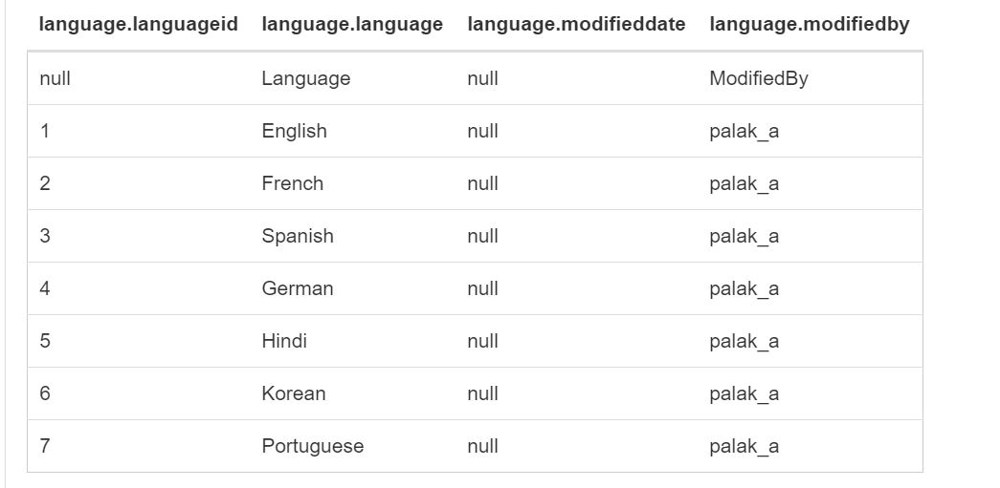 language.languageid language.language language.modifieddate language.modifiedby
null Language null ModifiedBy
1 English null palak_a
2 French null palak_a
3 Spanish null palak_a
4 German null palak_a
5 Hindi null palak_a
6 Korean null palak_a
7 Portuguese null palak_a